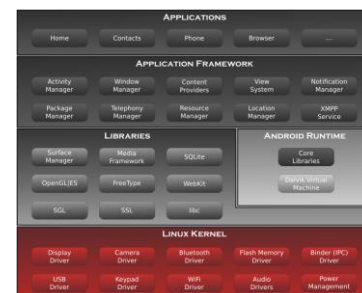 APPLICATIONS
Home Contacts Phone Browser ...
APPLICATION FRAMEWORK
Activity Manager Window Manager Content Providers View System Notification Manager
Package Manager Telephony Manager Resource Manager Location Manager XMPP Service
LIBRARIES
Surface Manager Media Framework SQLite
OpenGL|ES FreeType WebKit
SGL SSL libc
ANDROID RUNTIME
Core Libraries
Dalvik Virtual Machine
LINUX KERNEL
Display Driver Camera Driver Bluetooth Driver Flash Memory Driver Binder (IPC) Driver
USB Driver Keypad Driver WiFi Driver Audio Drivers Power Management